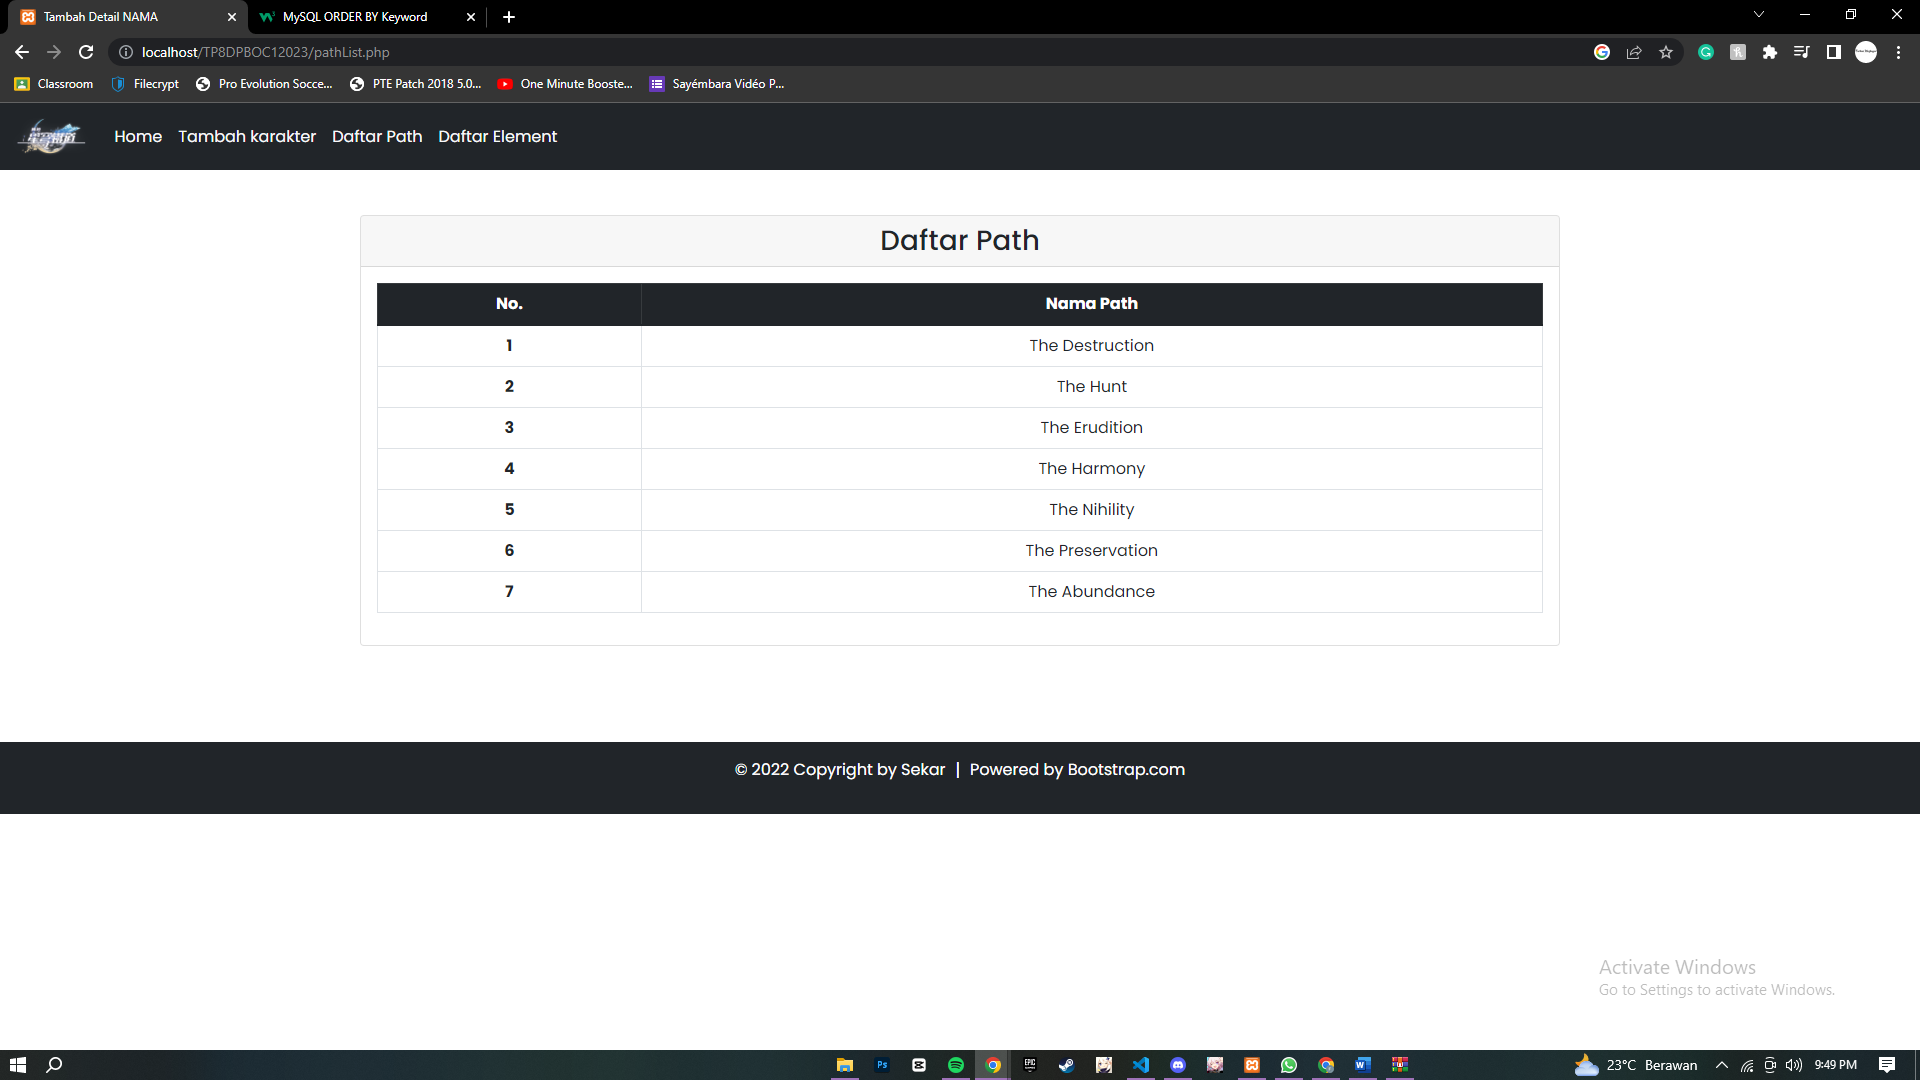 Tambah Detail NAMA
MySQL ORDER BY Keyword
localhost/TP8DPBOC12023/pathList.php
Classroom
Filecrypt
Pro Evolution Socce...
PTE Patch 2018 5.0...
One Minute Booste...
Sayémbara Vidéo P...
Home
Tambah karakter
Daftar Path
Daftar Element
Daftar Path
No. Nama Path
1 The Destruction
2 The Hunt
3 The Erudition
4 The Harmony
5 The Nihility
6 The Preservation
7 The Abundance
© 2022 Copyright by Sekar | Powered by Bootstrap.com
Activate Windows
Go to Settings to activate Windows.
23°C Berawan
9:49 PM